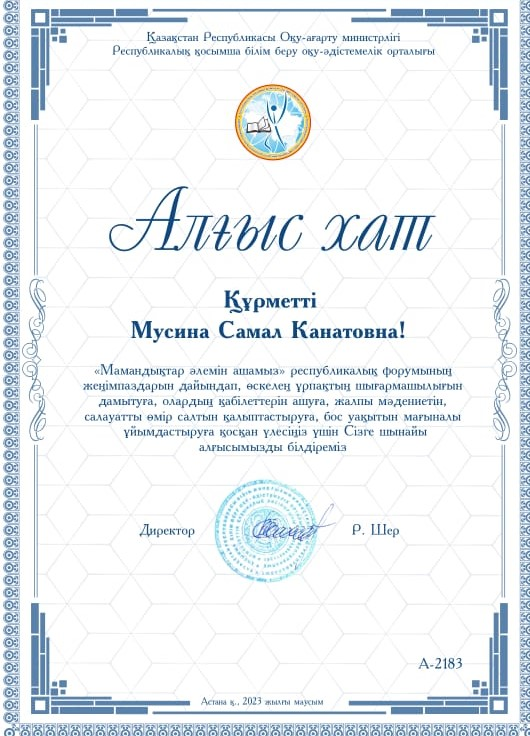 Қазақстан Республикасы Оқу-ағарту министрлігі
Республикалық қосымша білім беру оқу-әдістемелік орталығы
Алғыс хат
Құрметті
Мусина Самал Канатовна!
«Мамандықтар әлемін ашамыз» республикалық форумының
жеңімпаздарын дайындап, өскелең ұрпақтың шығармашылығын
дамытуға, олардың қабілеттерін ашуға, жалпы мәдениетін,
салауатты өмір салтын қалыптастыруға, бос уақытын мағыналы
ұйымдастыруға қосқан үлесіңіз үшін Сізге шынайы
алғысымызды білдіреміз
Директор Р. Шер
А-2183
Астана қ., 2023 жылғы маусым